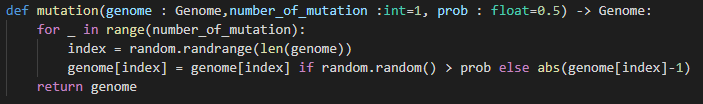 def mutation(genome : Genome,number_of_mutation :int=1, prob : float=0.5) -> Genome:
    for _ in range(number_of_mutation):
        index = random.randrange(len(genome))
        genome[index] = genome[index] if random.random() > prob else abs(genome[index]-1)
    return genome